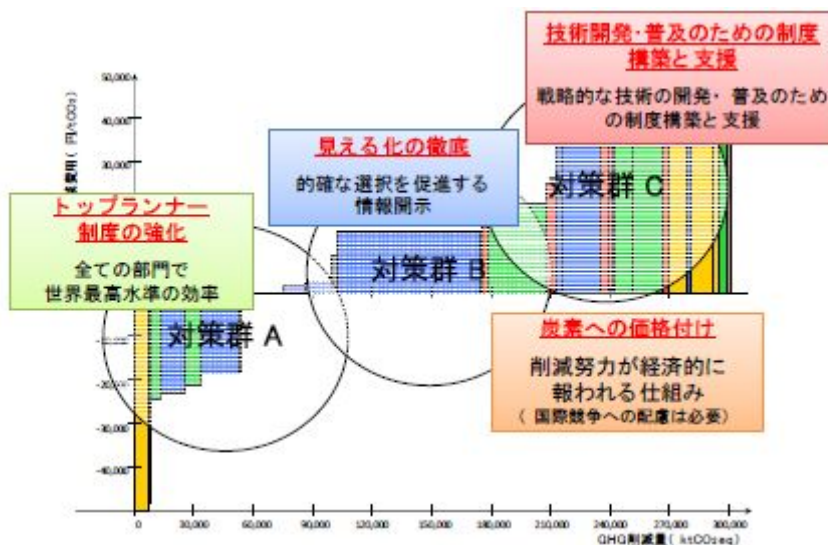 技術開発・普及のための制度
構築と支援
戦略的な技術の開発・普及のため
の制度構築と支援
見える化の徹底
的確な選択を促進する
情報開示
トップランナー
制度の強化
全ての部門で
世界最高水準の効率
対策群 A
対策群 B
対策群 C
炭素への価格付け
削減努力が経済的に
報われる仕組み
（国際競争への配慮は必要）
50,000
40,000
30,000
費用( 円/tCO2)
-20,000
-30,000
-40,000
0 30,000 60,000 90,000 120,000 150,000 180,000 210,000 240,000 270,000 300,000
GHG削減量( ktCO2eq)